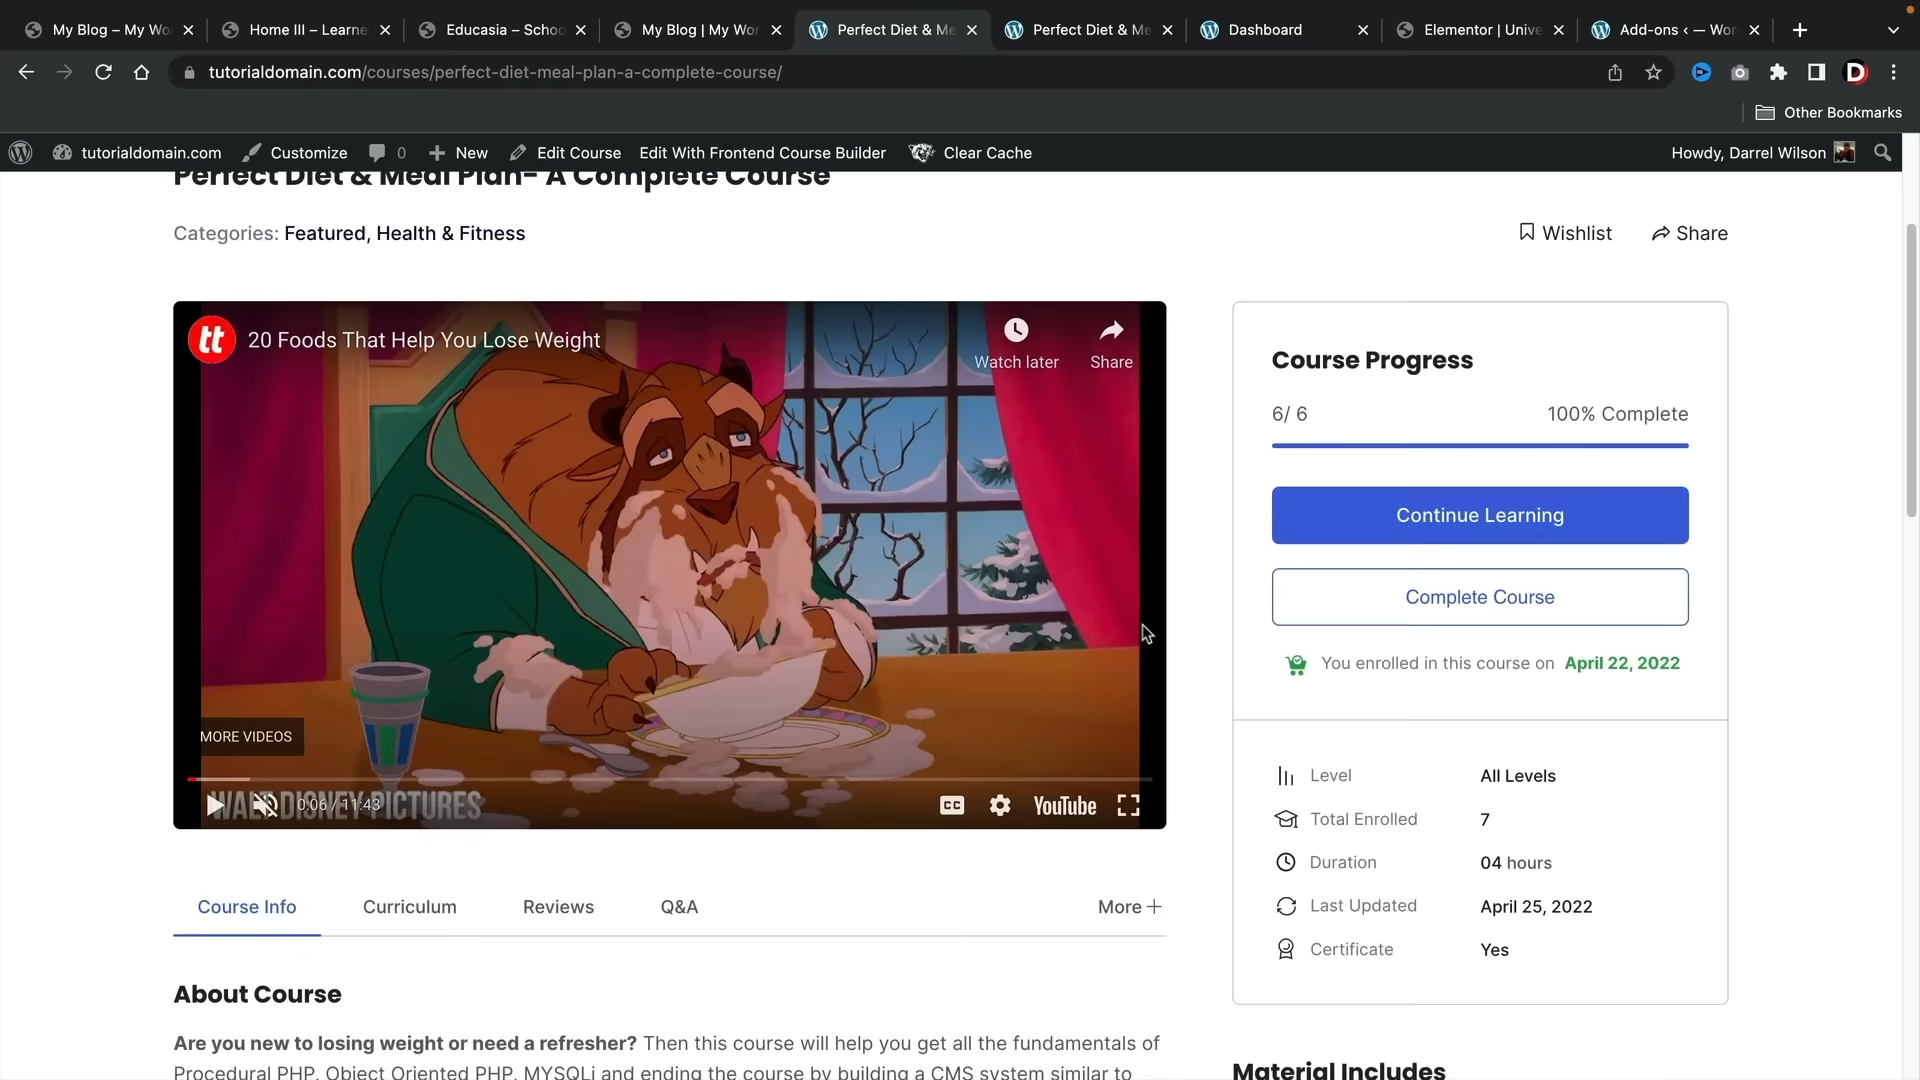 My Blog – My Wo
Home III – Learne
Educasia – Schoo
My Blog | My Wor
Perfect Diet & Me
Perfect Diet & Me
Dashboard
Elementor | Unive
Add-ons ‹ — Wor
tutorialdomain.com/courses/perfect-diet-meal-plan-a-complete-course/
Other Bookmarks
tutorialdomain.com
Customize
0
New
Edit Course
Edit With Frontend Course Builder
Clear Cache
Howdy, Darrel Wilson
Perfect Diet & Meal Plan– A Complete Course
Categories: Featured, Health & Fitness
Wishlist
Share
tt
20 Foods That Help You Lose Weight
Watch later
Share
MORE VIDEOS
WALT DISNEY PICTURES
0:06 / 11:43
CC
YouTube
Course Progress
6/ 6
100% Complete
Continue Learning
Complete Course
You enrolled in this course on April 22, 2022
Level
All Levels
Total Enrolled
7
Duration
04 hours
Last Updated
April 25, 2022
Certificate
Yes
Course Info
Curriculum
Reviews
Q&A
More +
About Course
Are you new to losing weight or need a refresher? Then this course will help you get all the fundamentals of
Procedural PHP, Object Oriented PHP, MYSQLi and ending the course by building a CMS system similar to
Material Includes